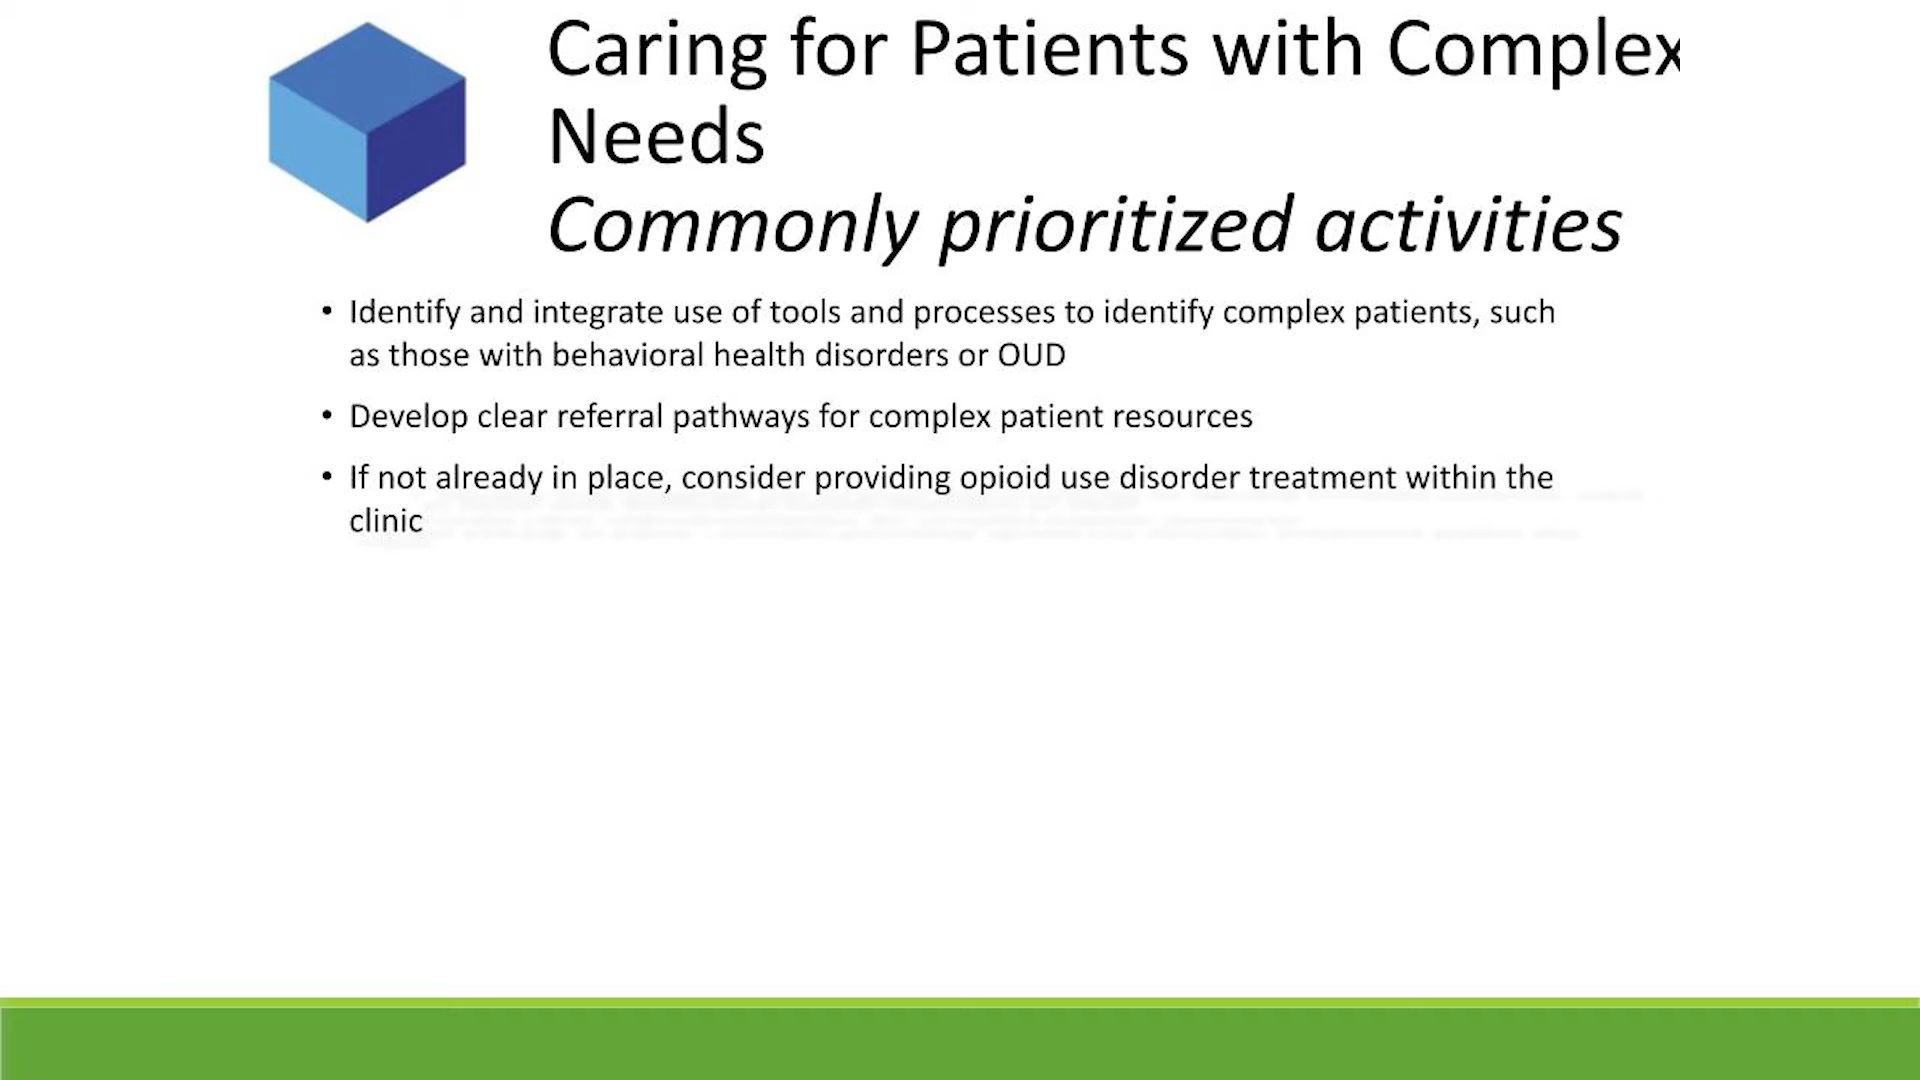 Caring for Patients with Complex
Needs
Commonly prioritized activities
• Identify and integrate use of tools and processes to identify complex patients, such
as those with behavioral health disorders or OUD
• Develop clear referral pathways for complex patient resources
• If not already in place, consider providing opioid use disorder treatment within the
clinic